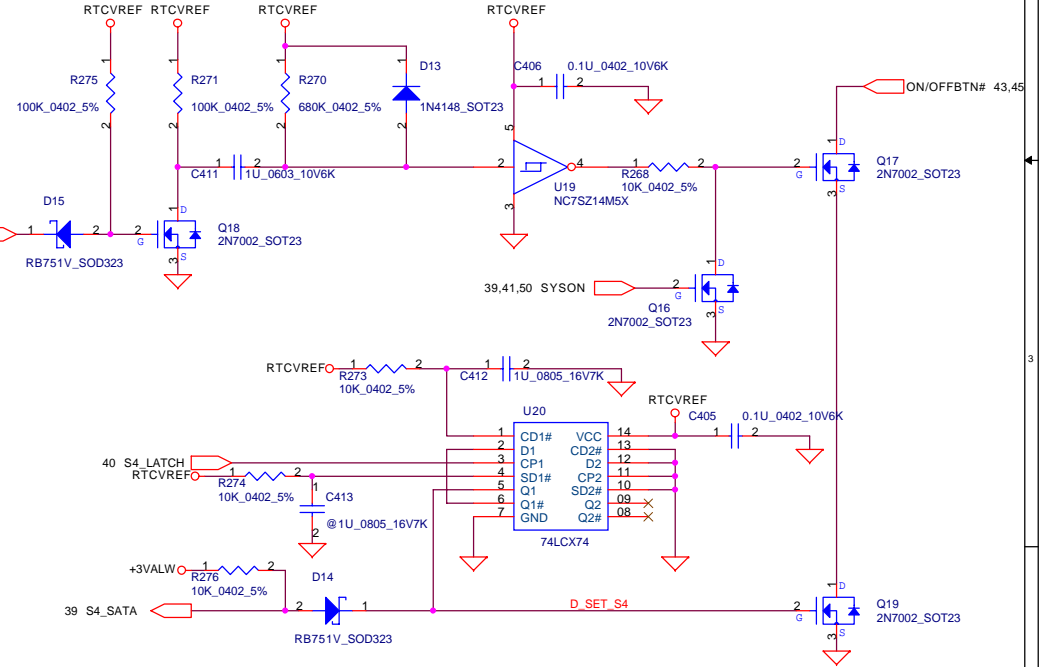 RTCVREF RTCVREF RTCVREF RTCVREF
R275
100K_0402_5%
1
2
R271
100K_0402_5%
1
2
R270
680K_0402_5%
1
2
D13
1N4148_SOT23
1
2
C406 0.1U_0402_10V6K
1 2
ON/OFFBTN# 43,45
C411 1U_0603_10V6K
1 2
5
2
4
3
U19
NC7SZ14M5X
R268
10K_0402_5%
1 2
Q17
2N7002_SOT23
1
D
2
G
3
S
D15
RB751V_SOD323
1 2
Q18
2N7002_SOT23
1
D
2
G
3
S
39,41,50 SYSON
Q16
2N7002_SOT23
1
D
2
G
3
S
3
RTCVREF
R273
10K_0402_5%
1 2
C412 1U_0805_16V7K
1 2
RTCVREF
C405 0.1U_0402_10V6K
1 2
U20
1 CD1# VCC 14
2 D1 CD2# 13
3 CP1 D2 12
4 SD1# CP2 11
5 Q1 SD2# 10
6 Q1# Q2 09
7 GND Q2# 08
74LCX74
40 S4_LATCH
RTCVREF
R274
10K_0402_5%
1 2
C413
@1U_0805_16V7K
1
2
+3VALW
R276
10K_0402_5%
1 2
D14
RB751V_SOD323
2 1
39 S4_SATA
D_SET_S4
Q19
2N7002_SOT23
1
D
2
G
3
S